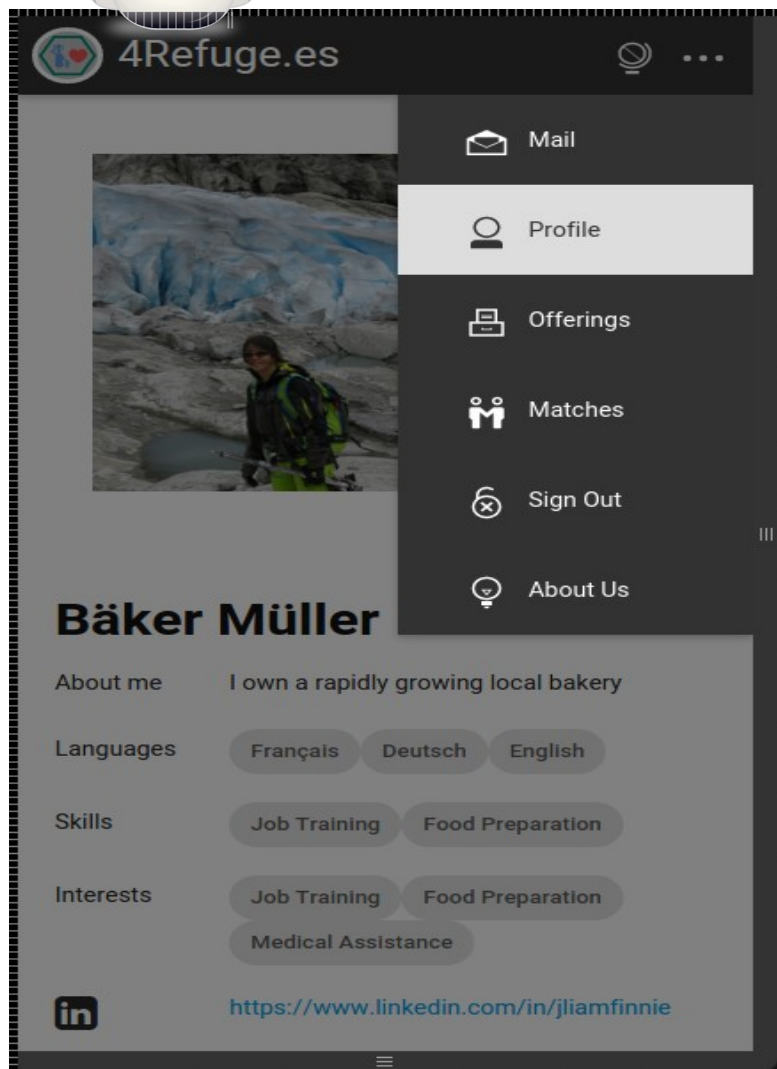 4Refuge.es
Mail
Profile
Offerings
Matches
Sign Out
About Us
Bäker Müller
About me I own a rapidly growing local bakery
Languages Français Deutsch English
Skills Job Training Food Preparation
Interests Job Training Food Preparation
Medical Assistance
in https://www.linkedin.com/in/jliamfinnie